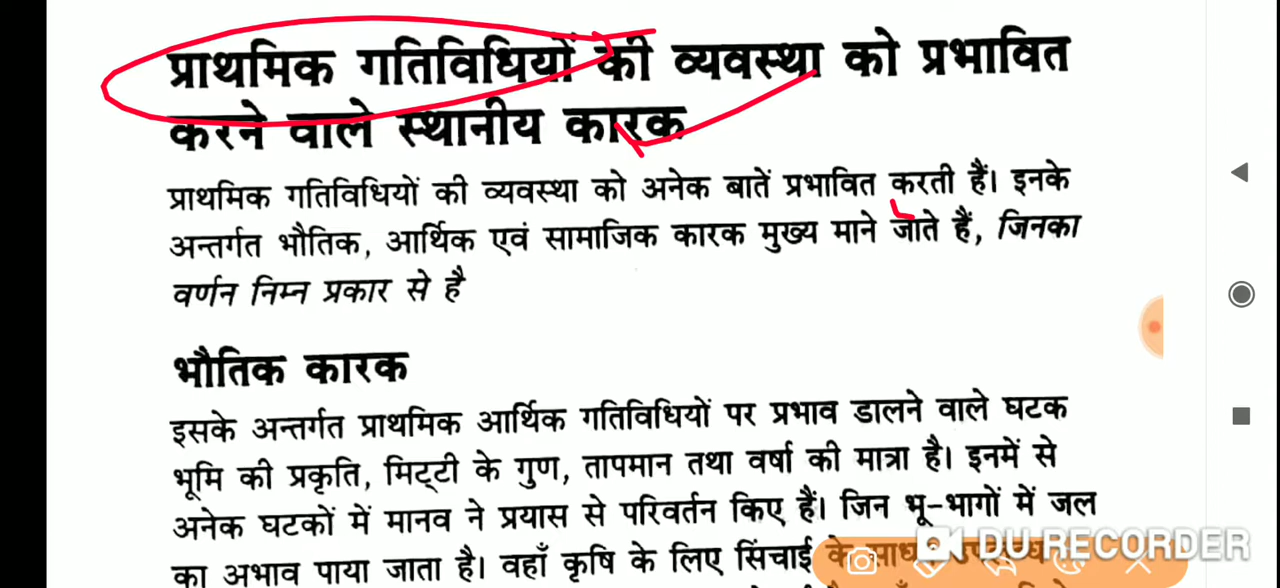 प्राथमिक गतिविधियों की व्यवस्था को प्रभावित
करने वाले स्थानीय कारक
प्राथमिक गतिविधियों की व्यवस्था को अनेक बातें प्रभावित करती हैं। इनके
अन्तर्गत भौतिक, आर्थिक एवं सामाजिक कारक मुख्य माने जाते हैं, जिनका
वर्णन निम्न प्रकार से है
भौतिक कारक
इसके अन्तर्गत प्राथमिक आर्थिक गतिविधियों पर प्रभाव डालने वाले घटक
भूमि की प्रकृति, मिट्टी के गुण, तापमान तथा वर्षा की मात्रा है। इनमें से
अनेक घटकों में मानव ने प्रयास से परिवर्तन किए हैं। जिन भू-भागों में जल
का अभाव पाया जाता है। वहाँ कृषि के लिए सिंचाई के
DU RECORDER